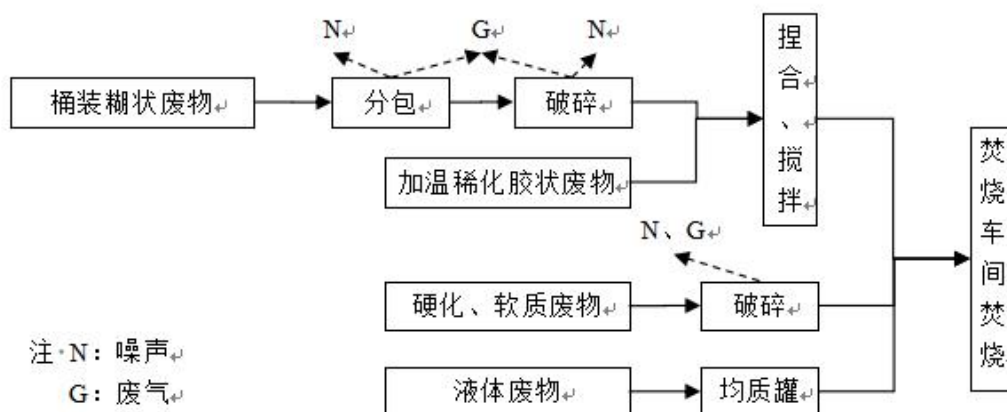 N
G
N
桶装糊状废物
分包
破碎
捏合、搅拌
加温稀化胶状废物
N、G
硬化、软质废物
破碎
焚烧车间焚烧
注:N：噪声
G：废气
液体废物
均质罐